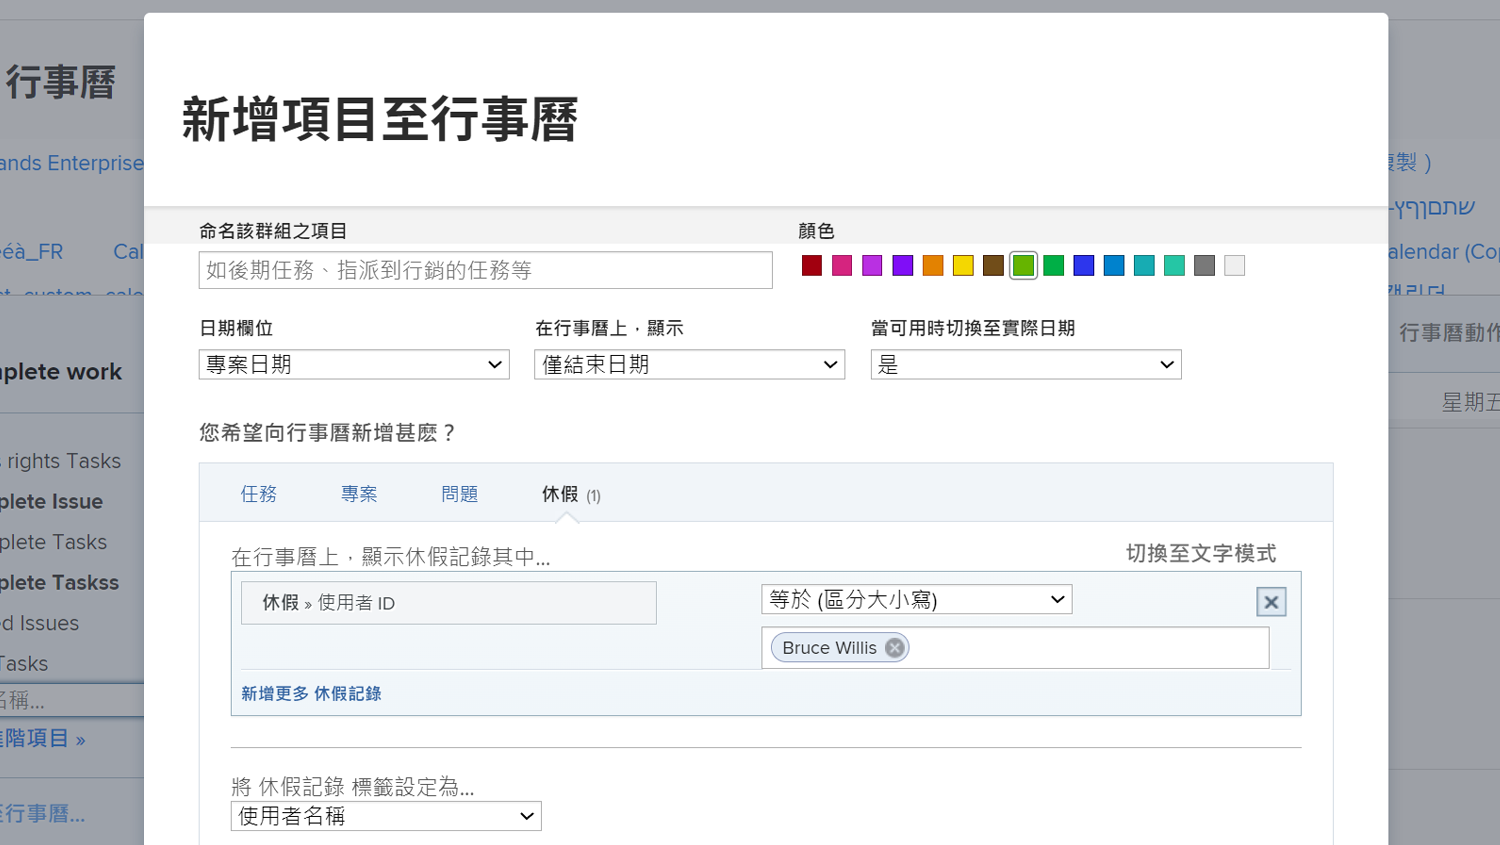 行事曆
新增項目至行事曆
ands Enterprise
複製 )
命名該群組之項目
顏色
如後期任務、指派到行銷的任務等
éà_FR
Cal
alendar (Cop
캘린더
日期欄位
在行事曆上，顯示
當可用時切換至實際日期
行事曆動作
專案日期
僅結束日期
是
plete work
星期五
您希望向行事曆新增甚麽？
rights Tasks
任務
專案
問題
休假 (1)
plete Issue
plete Tasks
在行事曆上，顯示休假記錄其中...
切換至文字模式
plete Taskss
休假 » 使用者 ID
等於 (區分大小寫)
d Issues
Bruce Willis
Tasks
新增更多 休假記錄
名稱...
進階項目 »
將 休假記錄 標籤設定為...
至行事曆...
使用者名稱